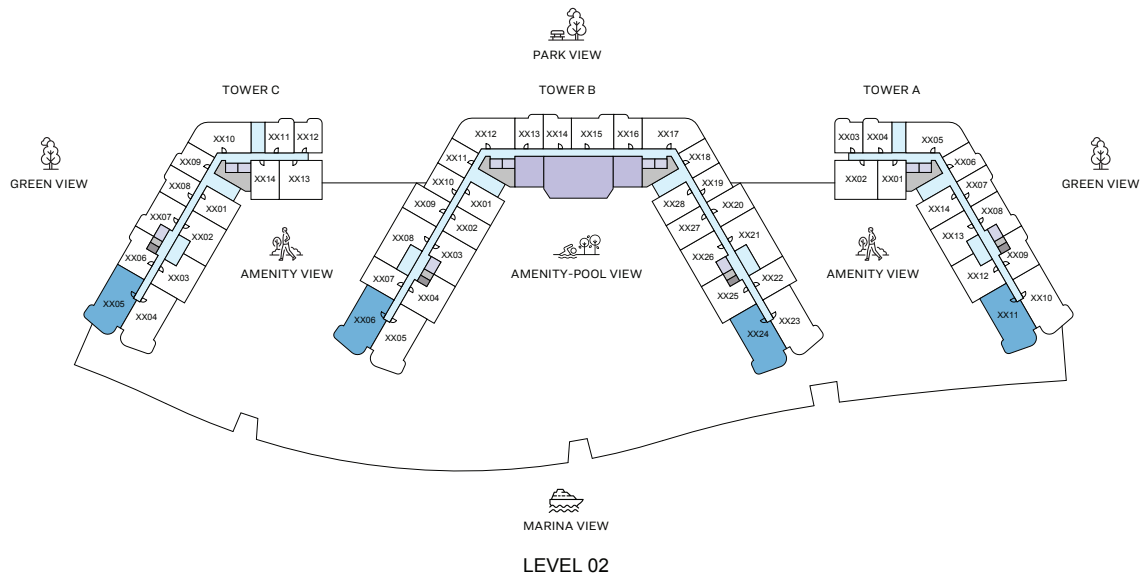 PARK VIEW
TOWER C
TOWER B
TOWER A
GREEN VIEW
GREEN VIEW
XX10
XX11
XX12
XX09
XX14
XX13
XX08
XX01
XX07
XX02
XX06
XX03
XX05
XX04
AMENITY VIEW
XX12
XX13
XX14
XX15
XX16
XX17
XX11
XX18
XX10
XX19
XX09
XX01
XX28
XX20
XX08
XX02
XX27
XX21
XX07
XX03
XX26
XX22
XX06
XX04
XX25
XX23
XX05
XX24
AMENITY-POOL VIEW
XX03
XX04
XX05
XX02
XX01
XX06
XX07
XX14
XX08
XX13
XX09
XX12
XX10
XX11
AMENITY VIEW
MARINA VIEW
LEVEL 02